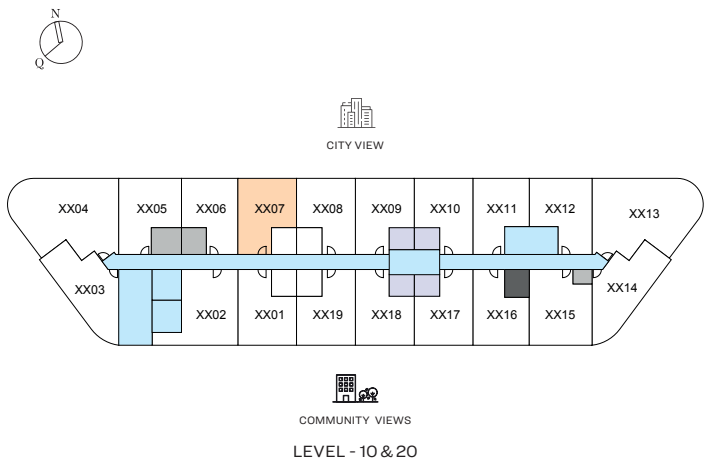 N
Q
CITY VIEW
XX04
XX05
XX06
XX07
XX08
XX09
XX10
XX11
XX12
XX13
XX03
XX02
XX01
XX19
XX18
XX17
XX16
XX15
XX14
COMMUNITY VIEWS
LEVEL - 10 & 20